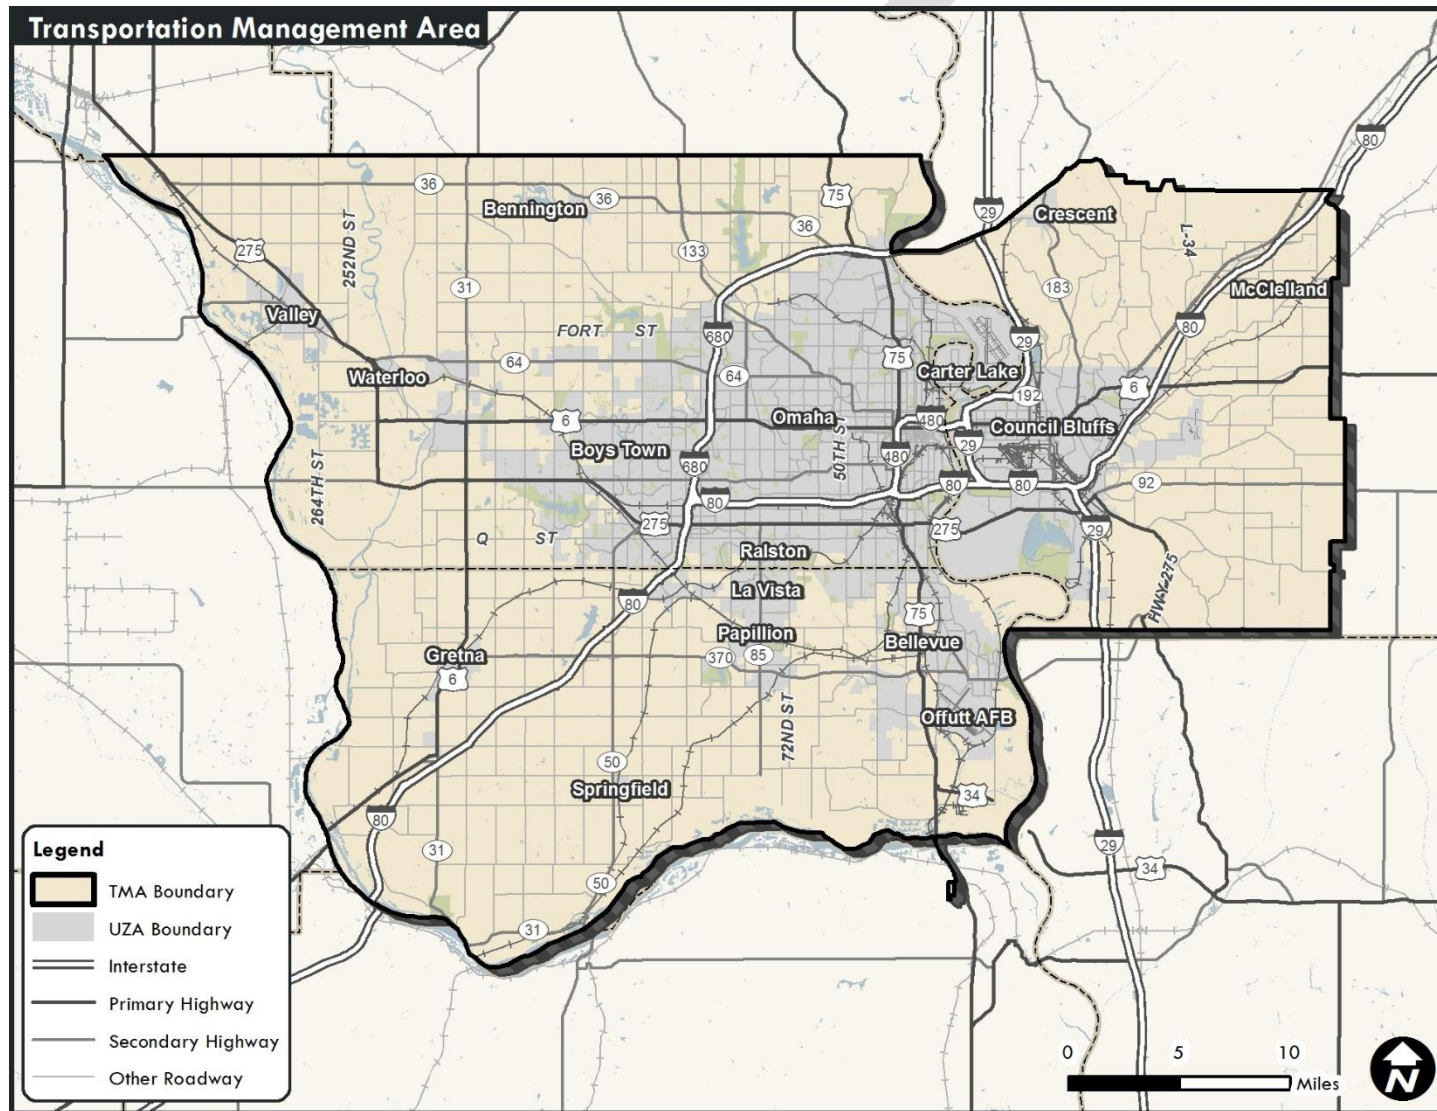 Transportation Management Area
80
36
Bennington
36
75
36
29
Crescent
L-34
275
252ND ST
133
31
183
McClelland
Valley
FORT ST
680
29
80
75
64
64
Waterloo
Carter Lake
6
192
6
Omaha
480
Council Bluffs
Boys Town
50TH ST
29
680
480
264TH ST
80
80
80
92
275
275
29
Q ST
Ralston
HWY 275
80
La Vista
75
Papillion
Bellevue
Gretna
370
85
6
72ND ST
Offutt AFB
50
Springfield
34
80
31
29
34
50
31
Legend
TMA Boundary
UZA Boundary
Interstate
Primary Highway
Secondary Highway
Other Roadway
0 5 10
Miles
N